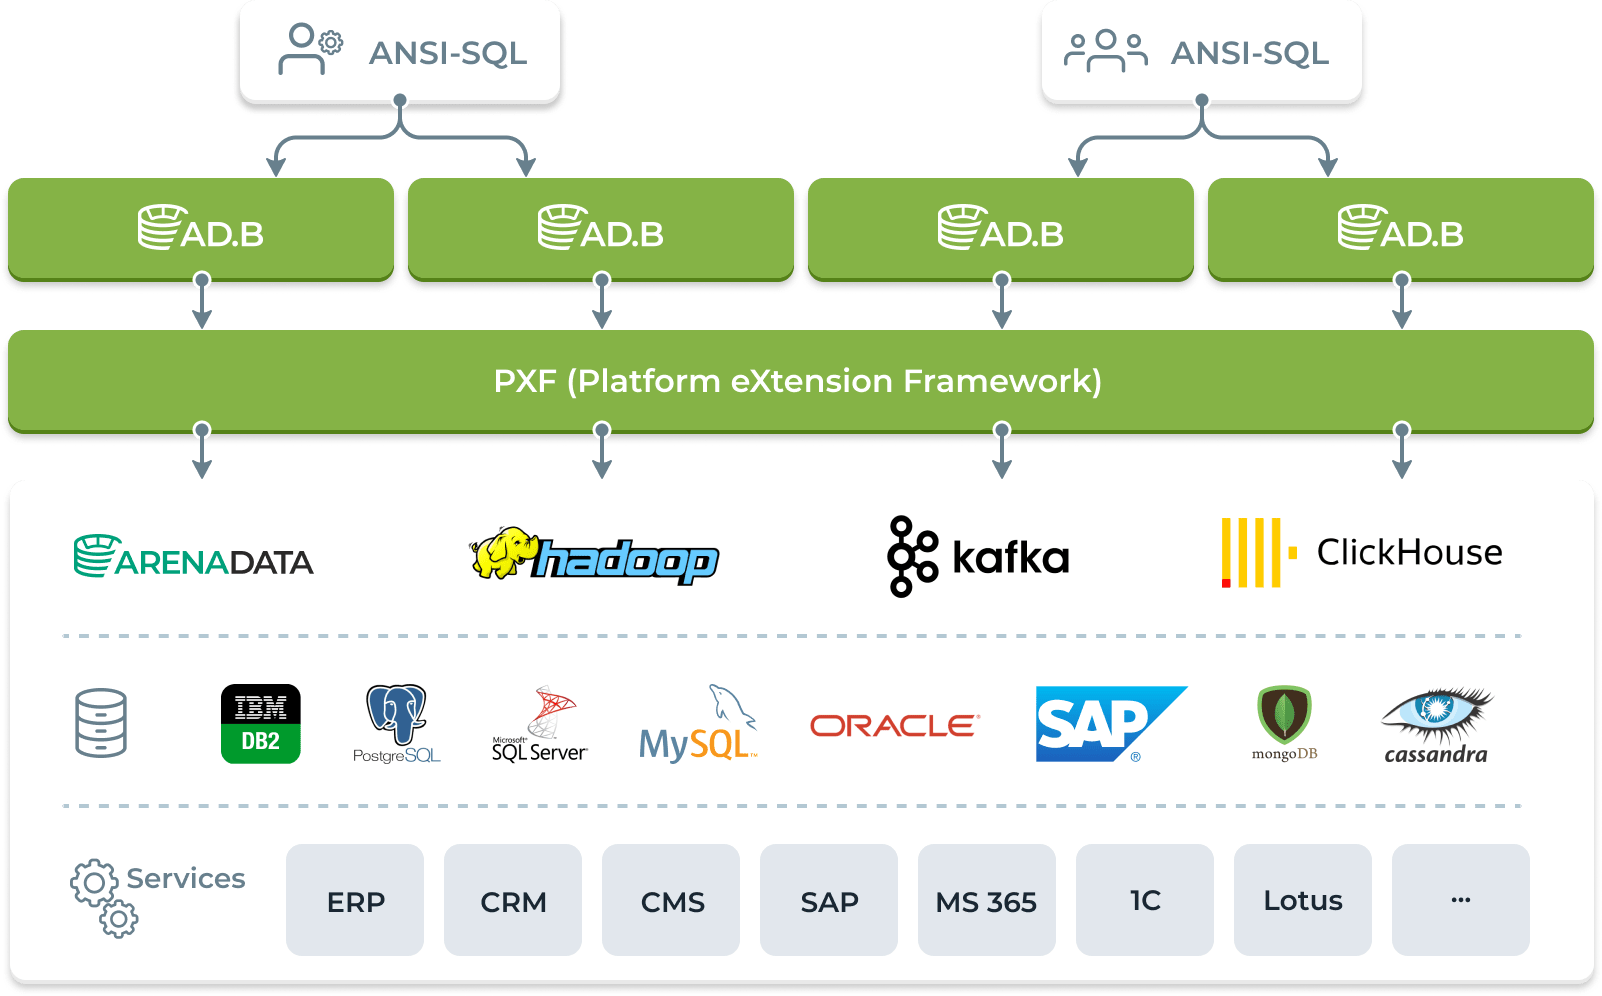 ANSI-SQL
ANSI-SQL
AD.B
AD.B
AD.B
AD.B
PXF (Platform eXtension Framework)
ARENADATA
hadoop
kafka
ClickHouse
IBM
DB2
PostgreSQL
Microsoft®
SQL Server®
MySQL™
ORACLE®
SAP®
mongoDB
cassandra
Services
ERP
CRM
CMS
SAP
MS 365
1C
Lotus
...